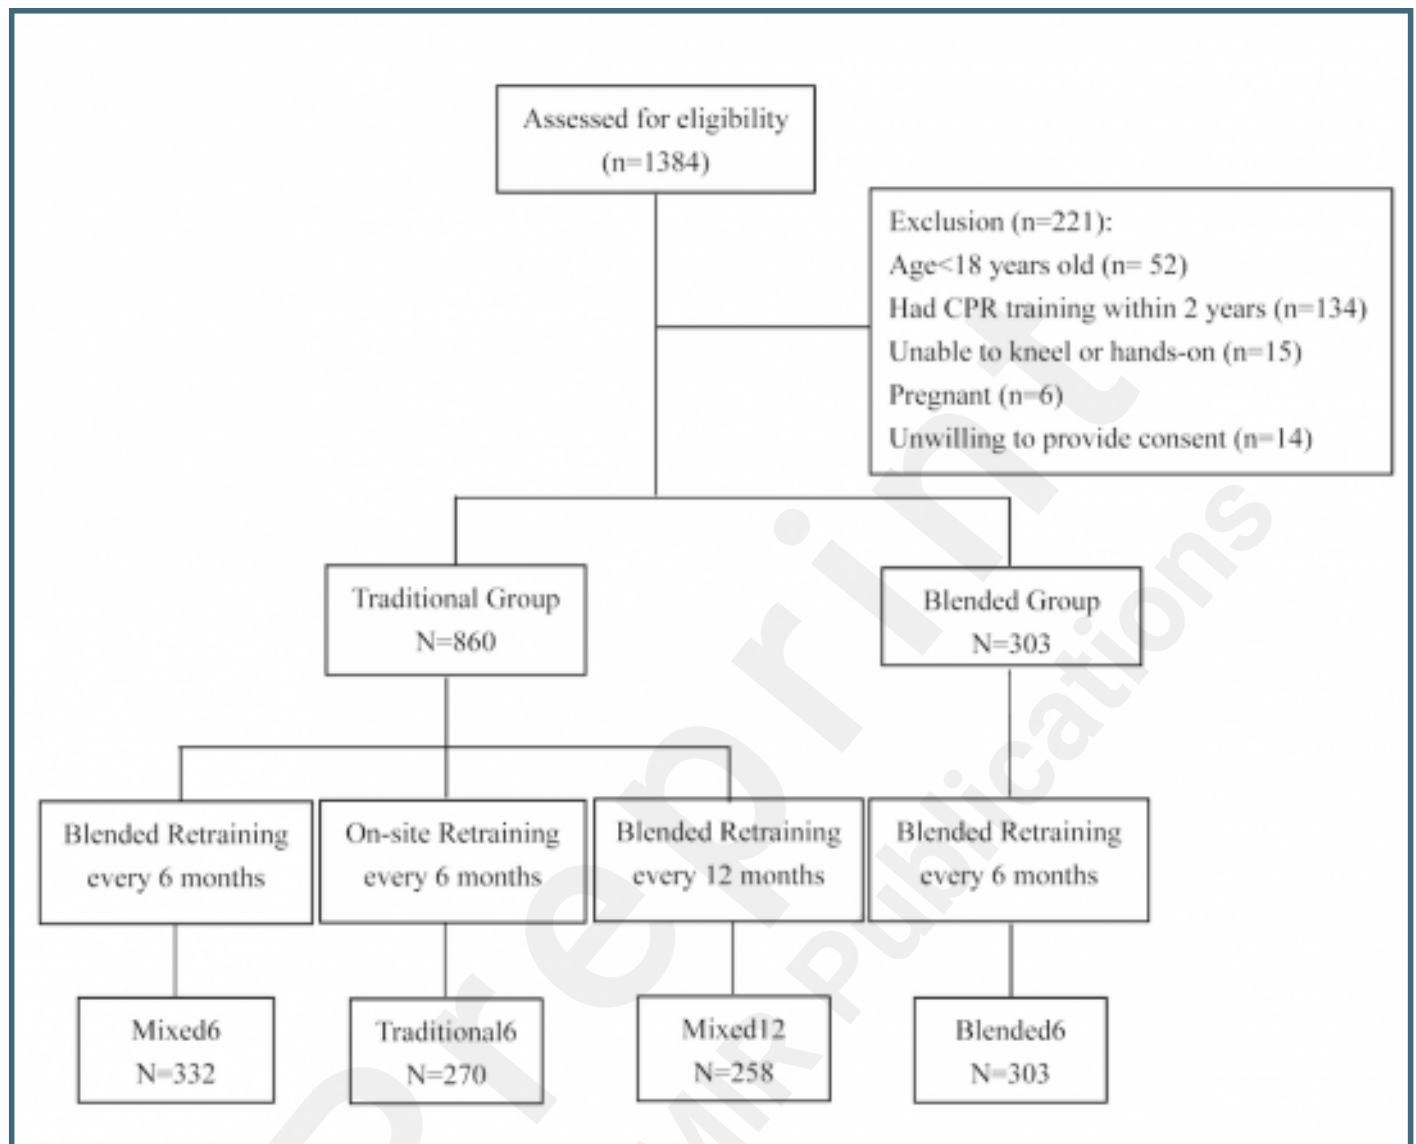 Assessed for eligibility
(n=1384)
Exclusion (n=221):
Age<18 years old (n= 52)
Had CPR training within 2 years (n=134)
Unable to kneel or hands-on (n=15)
Pregnant (n=6)
Unwilling to provide consent (n=14)
Traditional Group
N=860
Blended Group
N=303
Blended Retraining
every 6 months
On-site Retraining
every 6 months
Blended Retraining
every 12 months
Blended Retraining
every 6 months
Mixed6
N=332
Traditional6
N=270
Mixed12
N=258
Blended6
N=303
Preprint
MIR Publications